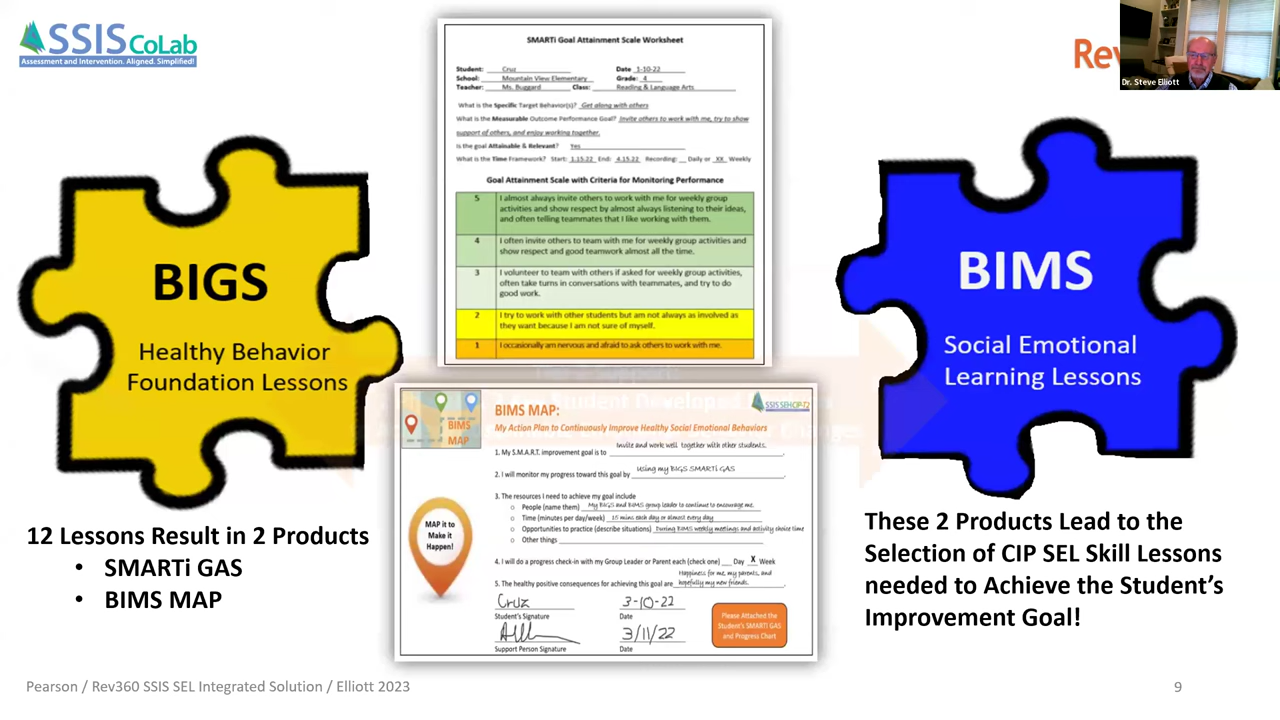 SSIS CoLab
Assessment and Intervention. Aligned. Simplified!
Rev
Dr. Steve Elliott
SMARTi Goal Attainment Scale Worksheet
Student: Cruz Date 1-10-22
School: Mountain View Elementary Grade: 4
Teacher: Ms. Buggard Class: Reading & Language Arts
What is the Specific Target Behavior(s)? Get along with others
What is the Measurable Outcome Performance Goal? Invite others to work with me, try to show
support of others, and enjoy working together.
Is the goal Attainable & Relevant? Yes
What is the Time Framework? Start: 1.15.22 End: 4.15.22 Recording: __ Daily or XX Weekly
Goal Attainment Scale with Criteria for Monitoring Performance
5 I almost always invite others to work with me for weekly group
activities and show respect by almost always listening to their ideas,
and often telling teammates that I like working with them.
4 I often invite others to team with me for weekly group activities and
show respect and good teamwork almost all the time.
3 I volunteer to team with others if asked for weekly group activities,
often take turns in conversations with teammates, and try to do
good work.
2 I try to work with other students but am not always as involved as
they want because I am not sure of myself.
1 I occasionally am nervous and afraid to ask others to work with me.
BIGS
Healthy Behavior
Foundation Lessons
BIMS
Social Emotional
Learning Lessons
BIMS
MAP
BIMS MAP:
SSIS SEL CIP-T2
My Action Plan to Continuously Improve Healthy Social Emotional Behaviors
1. My S.M.A.R.T. improvement goal is to Invite and work well together with other students.
2. I will monitor my progress toward this goal by Using my BIGS SMARTi GAS
3. The resources I need to achieve my goal include
o People (name them) My BIGS and BIMS group leader to continue to encourage me.
o Time (minutes per day/week) 15 mins each day or almost every day
o Opportunities to practice (describe situations) During BIMS weekly meetings and activity choice time
o Other things
4. I will do a progress check-in with my Group Leader or Parent each (check one) __ Day X Week
5. The healthy positive consequences for achieving this goal are Happiness for me, my parents, and
hopefully my new friends.
MAP it to
Make it
Happen!
Cruz 3-10-22
Student's Signature Date
3/11/22
Support Person Signature Date
Please Attached the
Student's SMARTi GAS
and Progress Chart
12 Lessons Result in 2 Products
• SMARTi GAS
• BIMS MAP
These 2 Products Lead to the
Selection of CIP SEL Skill Lessons
needed to Achieve the Student's
Improvement Goal!
Pearson / Rev360 SSIS SEL Integrated Solution / Elliott 2023
9